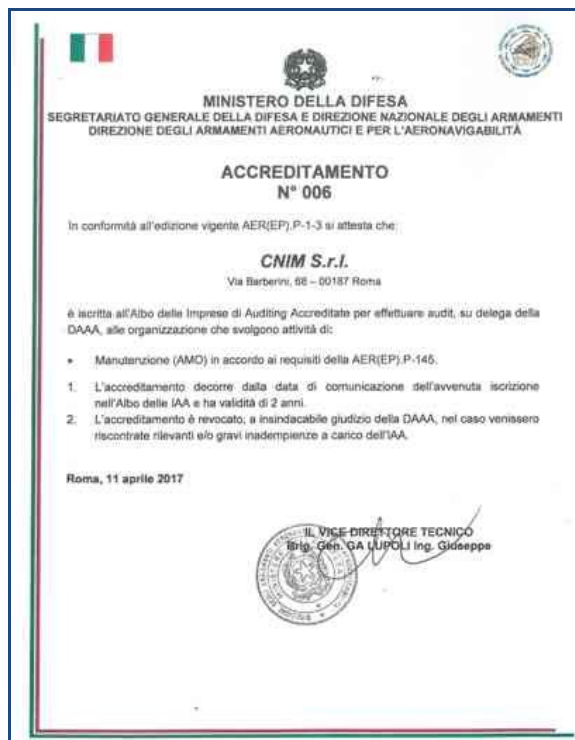 MINISTERO DELLA DIFESA
SEGRETARIATO GENERALE DELLA DIFESA E DIREZIONE NAZIONALE DEGLI ARMAMENTI
DIREZIONE DEGLI ARMAMENTI AERONAUTICI E PER L'AERONAVIGABILITÀ
ACCREDITAMENTO
N° 006
In conformità all'edizione vigente AER(EP).P-1-3 si attesta che:
CNIM S.r.l.
Via Barberini, 68 – 00187 Roma
è iscritta all'Albo delle Imprese di Auditing Accreditate per effettuare audit, su delega della
DAAA, alle organizzazione che svolgono attività di:
• Manutenzione (AMO) in accordo ai requisiti della AER(EP).P-145.
1. L'accreditamento decorre dalla data di comunicazione dell'avvenuta iscrizione
nell'Albo delle IAA e ha validità di 2 anni.
2. L'accreditamento è revocato, a insindacabile giudizio della DAAA, nel caso venissero
riscontrate rilevanti e/o gravi inadempienze a carico dell'IAA.
Roma, 11 aprile 2017
IL VICE DIRETTORE TECNICO
Brig. Gen. GA LUPOLI Ing. Giuseppe